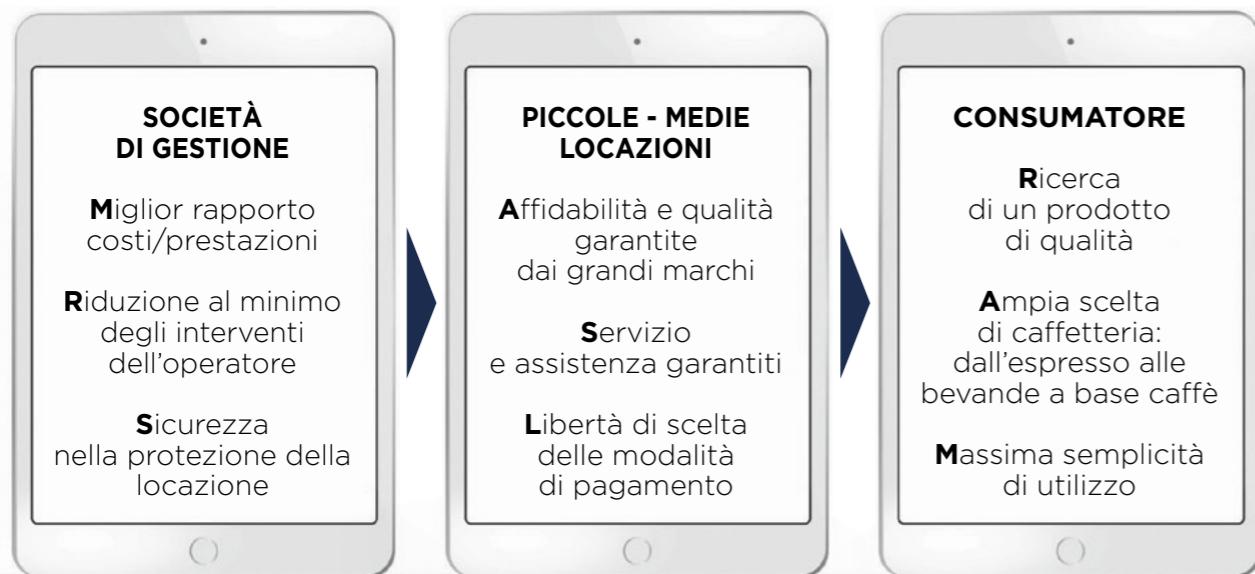 SOCIETÀ
DI GESTIONE
Miglior rapporto
costi/prestazioni
Riduzione al minimo
degli interventi
dell’operatore
Sicurezza
nella protezione della
locazione
PICCOLE - MEDIE
LOCAZIONI
Affidabilità e qualità
garantite
dai grandi marchi
Servizio
e assistenza garantiti
Libertà di scelta
delle modalità
di pagamento
CONSUMATORE
Ricerca
di un prodotto
di qualità
Ampia scelta
di caffetteria:
dall’espresso alle
bevande a base caffè
Massima semplicità
di utilizzo